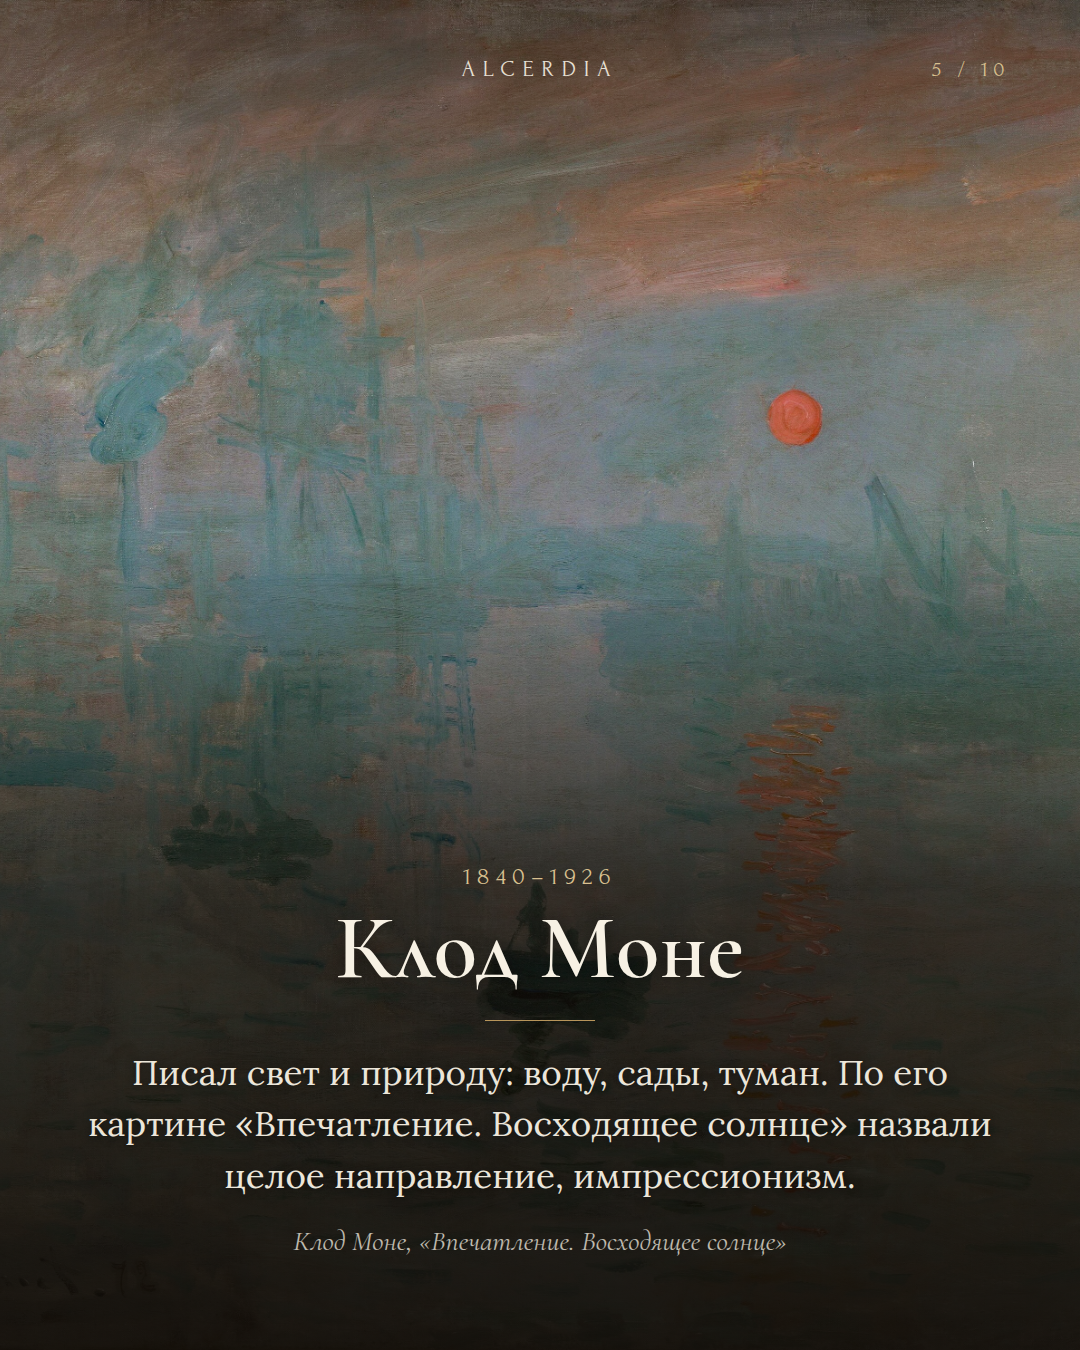 ALCERDIA
5 / 10
1840–1926
Клод Моне
Писал свет и природу: воду, сады, туман. По его
картине «Впечатление. Восходящее солнце» назвали
целое направление, импрессионизм.
Клод Моне, «Впечатление. Восходящее солнце»